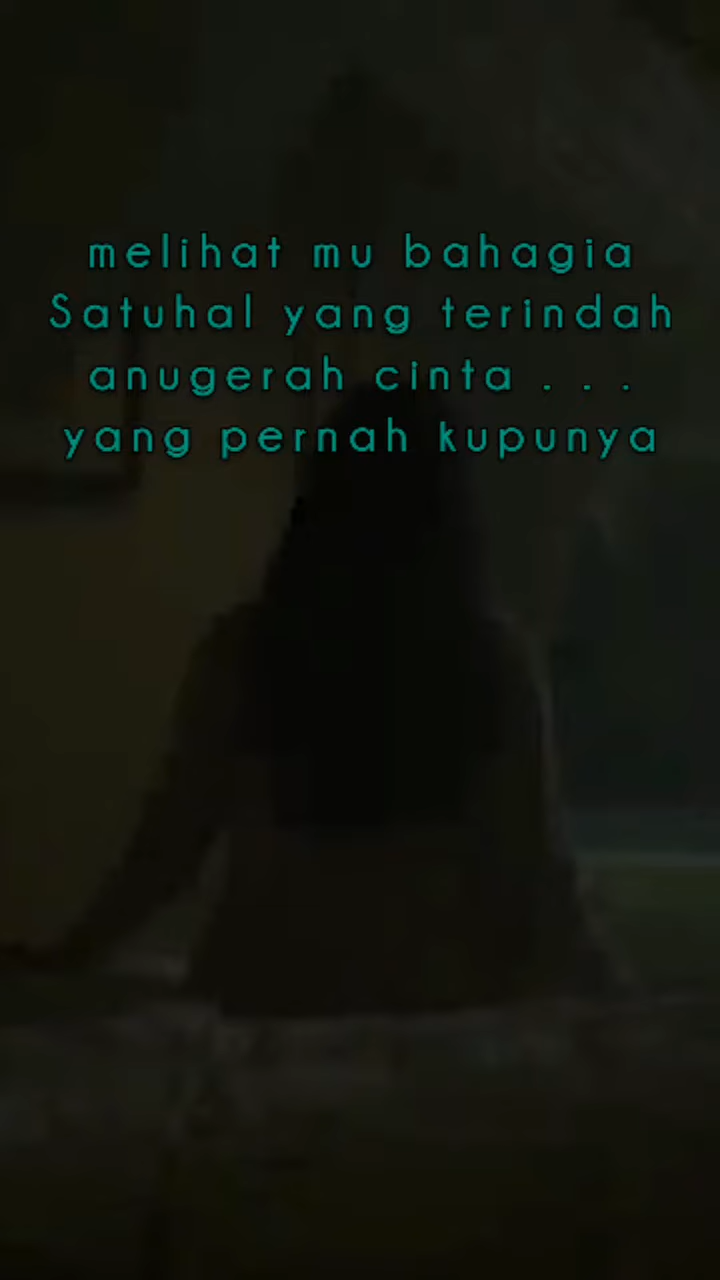 melihat mu bahagia
Satuhal yang terindah
anugerah cinta . . .
yang pernah kupunya